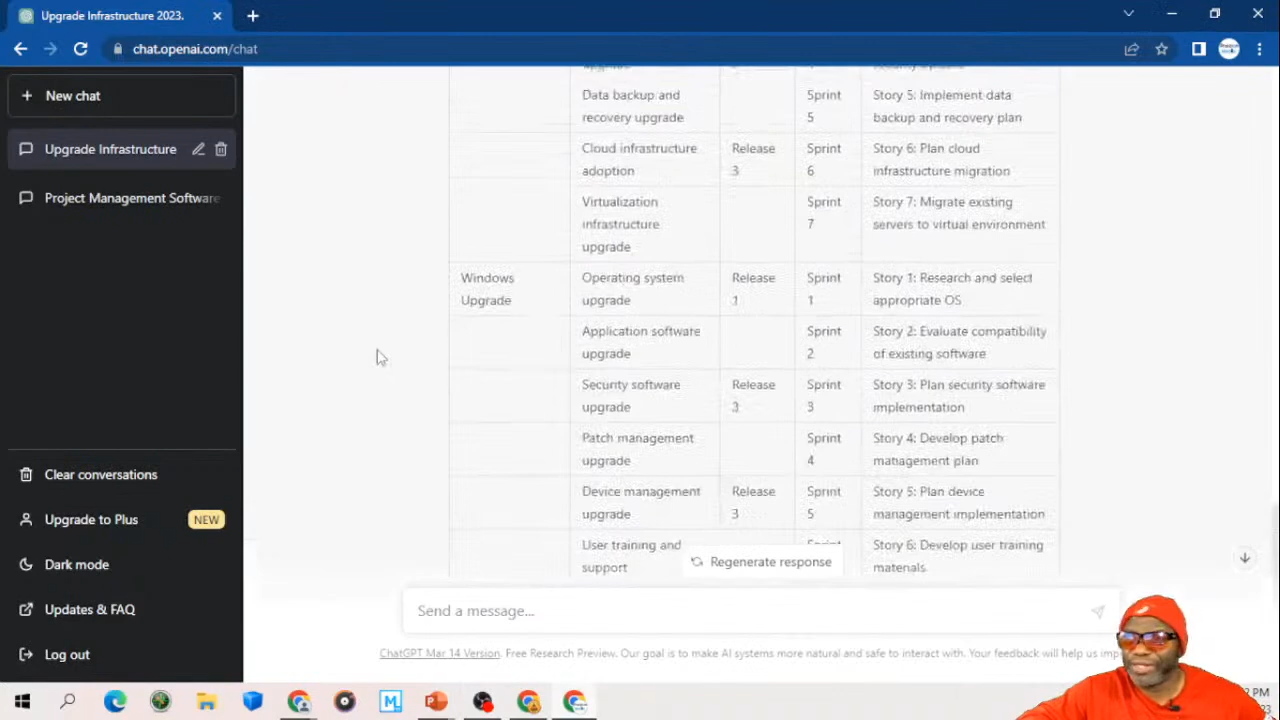 Upgrade Infrastructure 2023.
chat.openai.com/chat
New chat
Upgrade Infrastructure
Project Management Software
Clear conversations
Upgrade to Plus NEW
Dark mode
Updates & FAQ
Log out
Data backup and Sprint Story 5: Implement data
recovery upgrade 5 backup and recovery plan
Cloud infrastructure Release Sprint Story 6: Plan cloud
adoption 3 6 infrastructure migration
Virtualization Sprint Story 7: Migrate existing
infrastructure 7 servers to virtual environment
upgrade
Windows Operating system Release Sprint Story 1: Research and select
Upgrade upgrade 1 1 appropriate OS
Application software Sprint Story 2: Evaluate compatibility
upgrade 2 of existing software
Security software Release Sprint Story 3: Plan security software
upgrade 3 implementation
Patch management Sprint Story 4: Develop patch
upgrade 4 management plan
Device management Release Sprint Story 5: Plan device
upgrade 3 5 management implementation
User training and Story 6: Develop user training
support materials
Regenerate response
Send a message...
ChatGPT Mar 14 Version. Free Research Preview. Our goal is to make AI systems more natural and safe to interact with. Your feedback will help us
PM